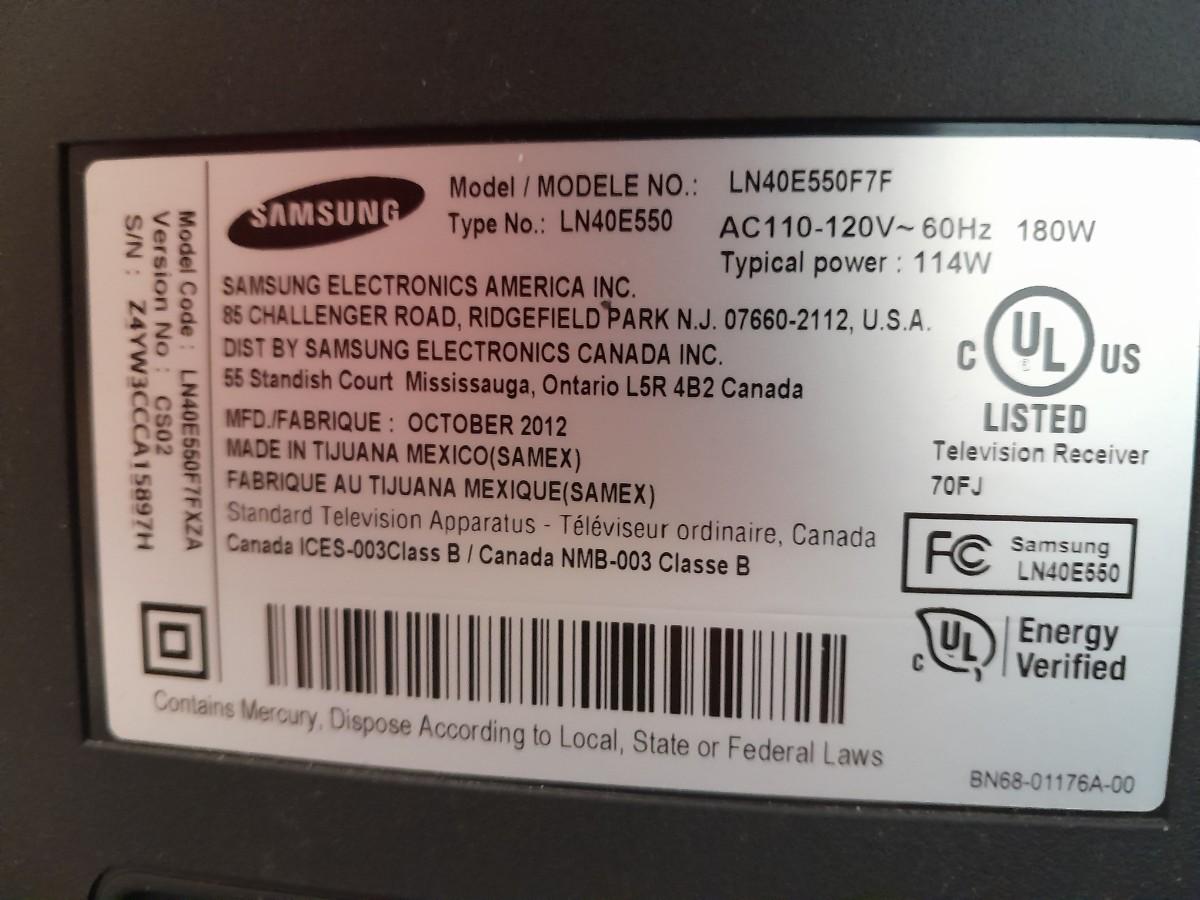 SAMSUNG
Model / MODELE NO.: LN40E550F7F
Type No.: LN40E550
AC110-120V~ 60Hz 180W
Typical power : 114W
SAMSUNG ELECTRONICS AMERICA INC.
85 CHALLENGER ROAD, RIDGEFIELD PARK N.J. 07660-2112, U.S.A.
DIST BY SAMSUNG ELECTRONICS CANADA INC.
55 Standish Court Mississauga, Ontario L5R 4B2 Canada
MFD./FABRIQUE : OCTOBER 2012
MADE IN TIJUANA MEXICO(SAMEX)
FABRIQUE AU TIJUANA MEXIQUE(SAMEX)
Standard Television Apparatus - Téléviseur ordinaire, Canada
Canada ICES-003Class B / Canada NMB-003 Classe B
C UL US
LISTED
Television Receiver
70FJ
FC Samsung
LN40E550
C UL Energy
Verified
Model Code : LN40E550F7FXZA
Version No : CS02
S/N : Z4YW3CCCA15897H
Contains Mercury, Dispose According to Local, State or Federal Laws
BN68-01176A-00